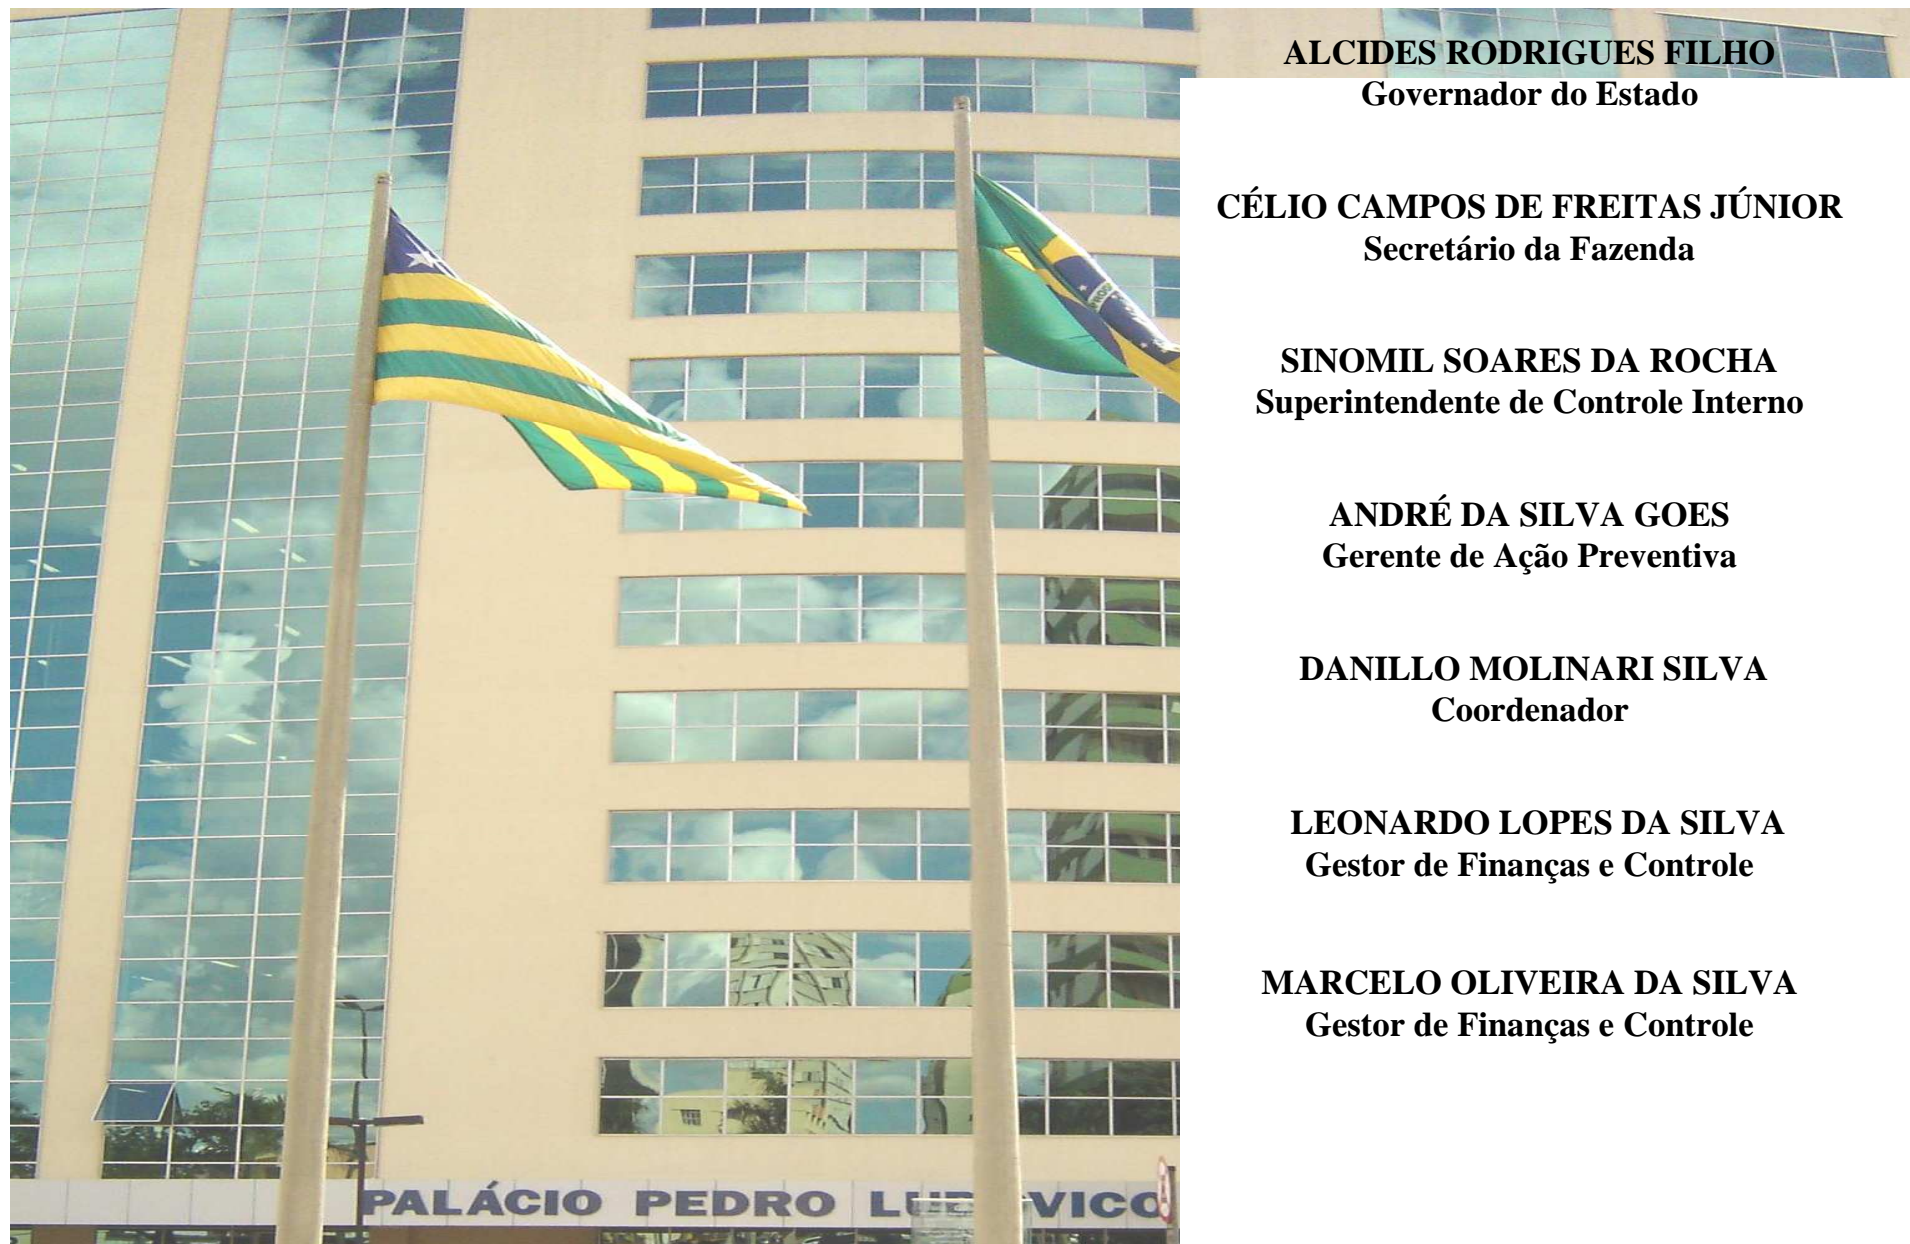 ALCIDES RODRIGUES FILHO
Governador do Estado
CÉLIO CAMPOS DE FREITAS JÚNIOR
Secretário da Fazenda
SINOMIL SOARES DA ROCHA
Superintendente de Controle Interno
ANDRÉ DA SILVA GOES
Gerente de Ação Preventiva
DANILLO MOLINARI SILVA
Coordenador
LEONARDO LOPES DA SILVA
Gestor de Finanças e Controle
MARCELO OLIVEIRA DA SILVA
Gestor de Finanças e Controle
PALÁCIO PEDRO LUDOVICO